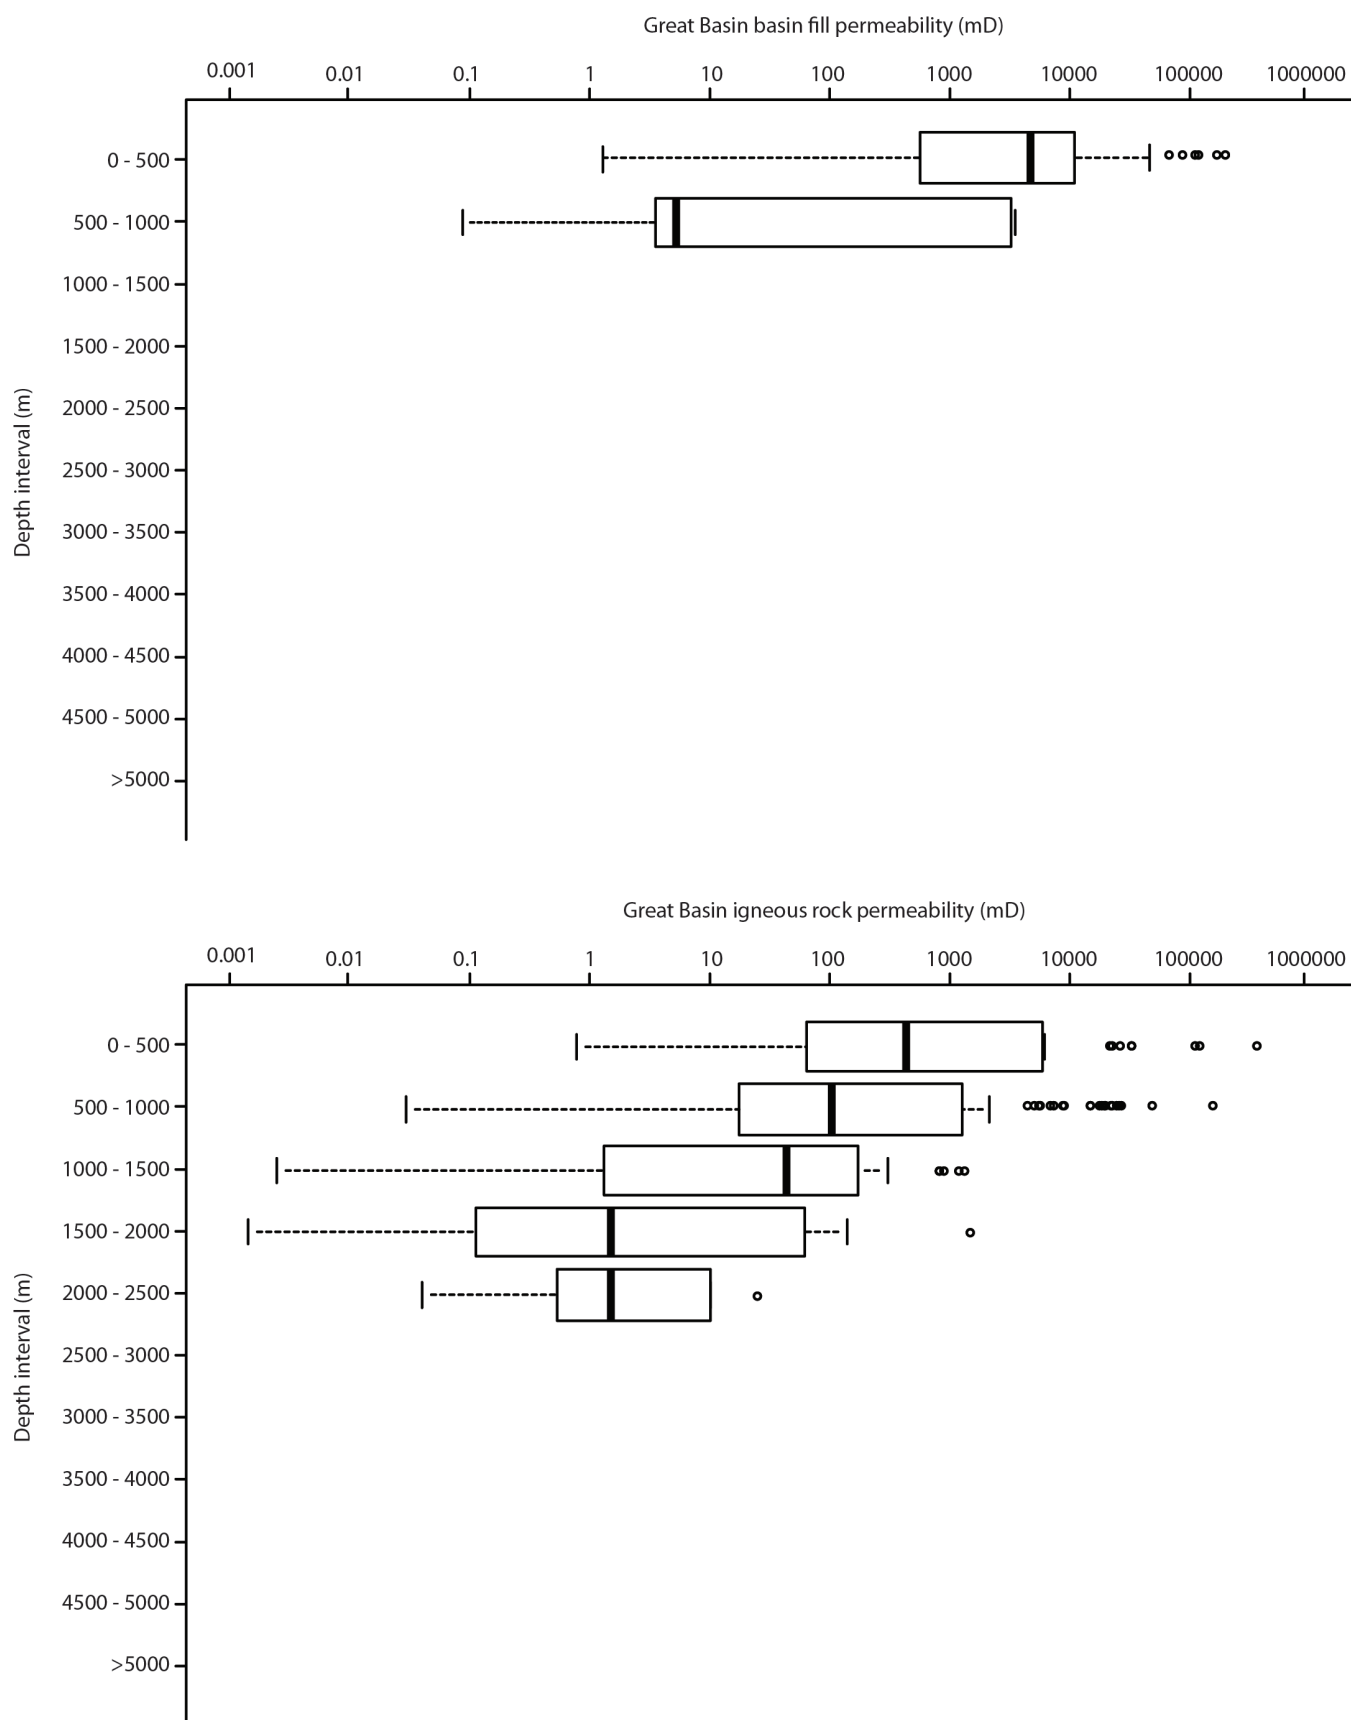 Great Basin basin fill permeability (mD)
0.001 0.01 0.1 1 10 100 1000 10000 100000 1000000
0 - 500
500 - 1000
1000 - 1500
1500 - 2000
2000 - 2500
2500 - 3000
3000 - 3500
3500 - 4000
4000 - 4500
4500 - 5000
>5000
Depth interval (m)
Great Basin igneous rock permeability (mD)
0.001 0.01 0.1 1 10 100 1000 10000 100000 1000000
0 - 500
500 - 1000
1000 - 1500
1500 - 2000
2000 - 2500
2500 - 3000
3000 - 3500
3500 - 4000
4000 - 4500
4500 - 5000
>5000
Depth interval (m)